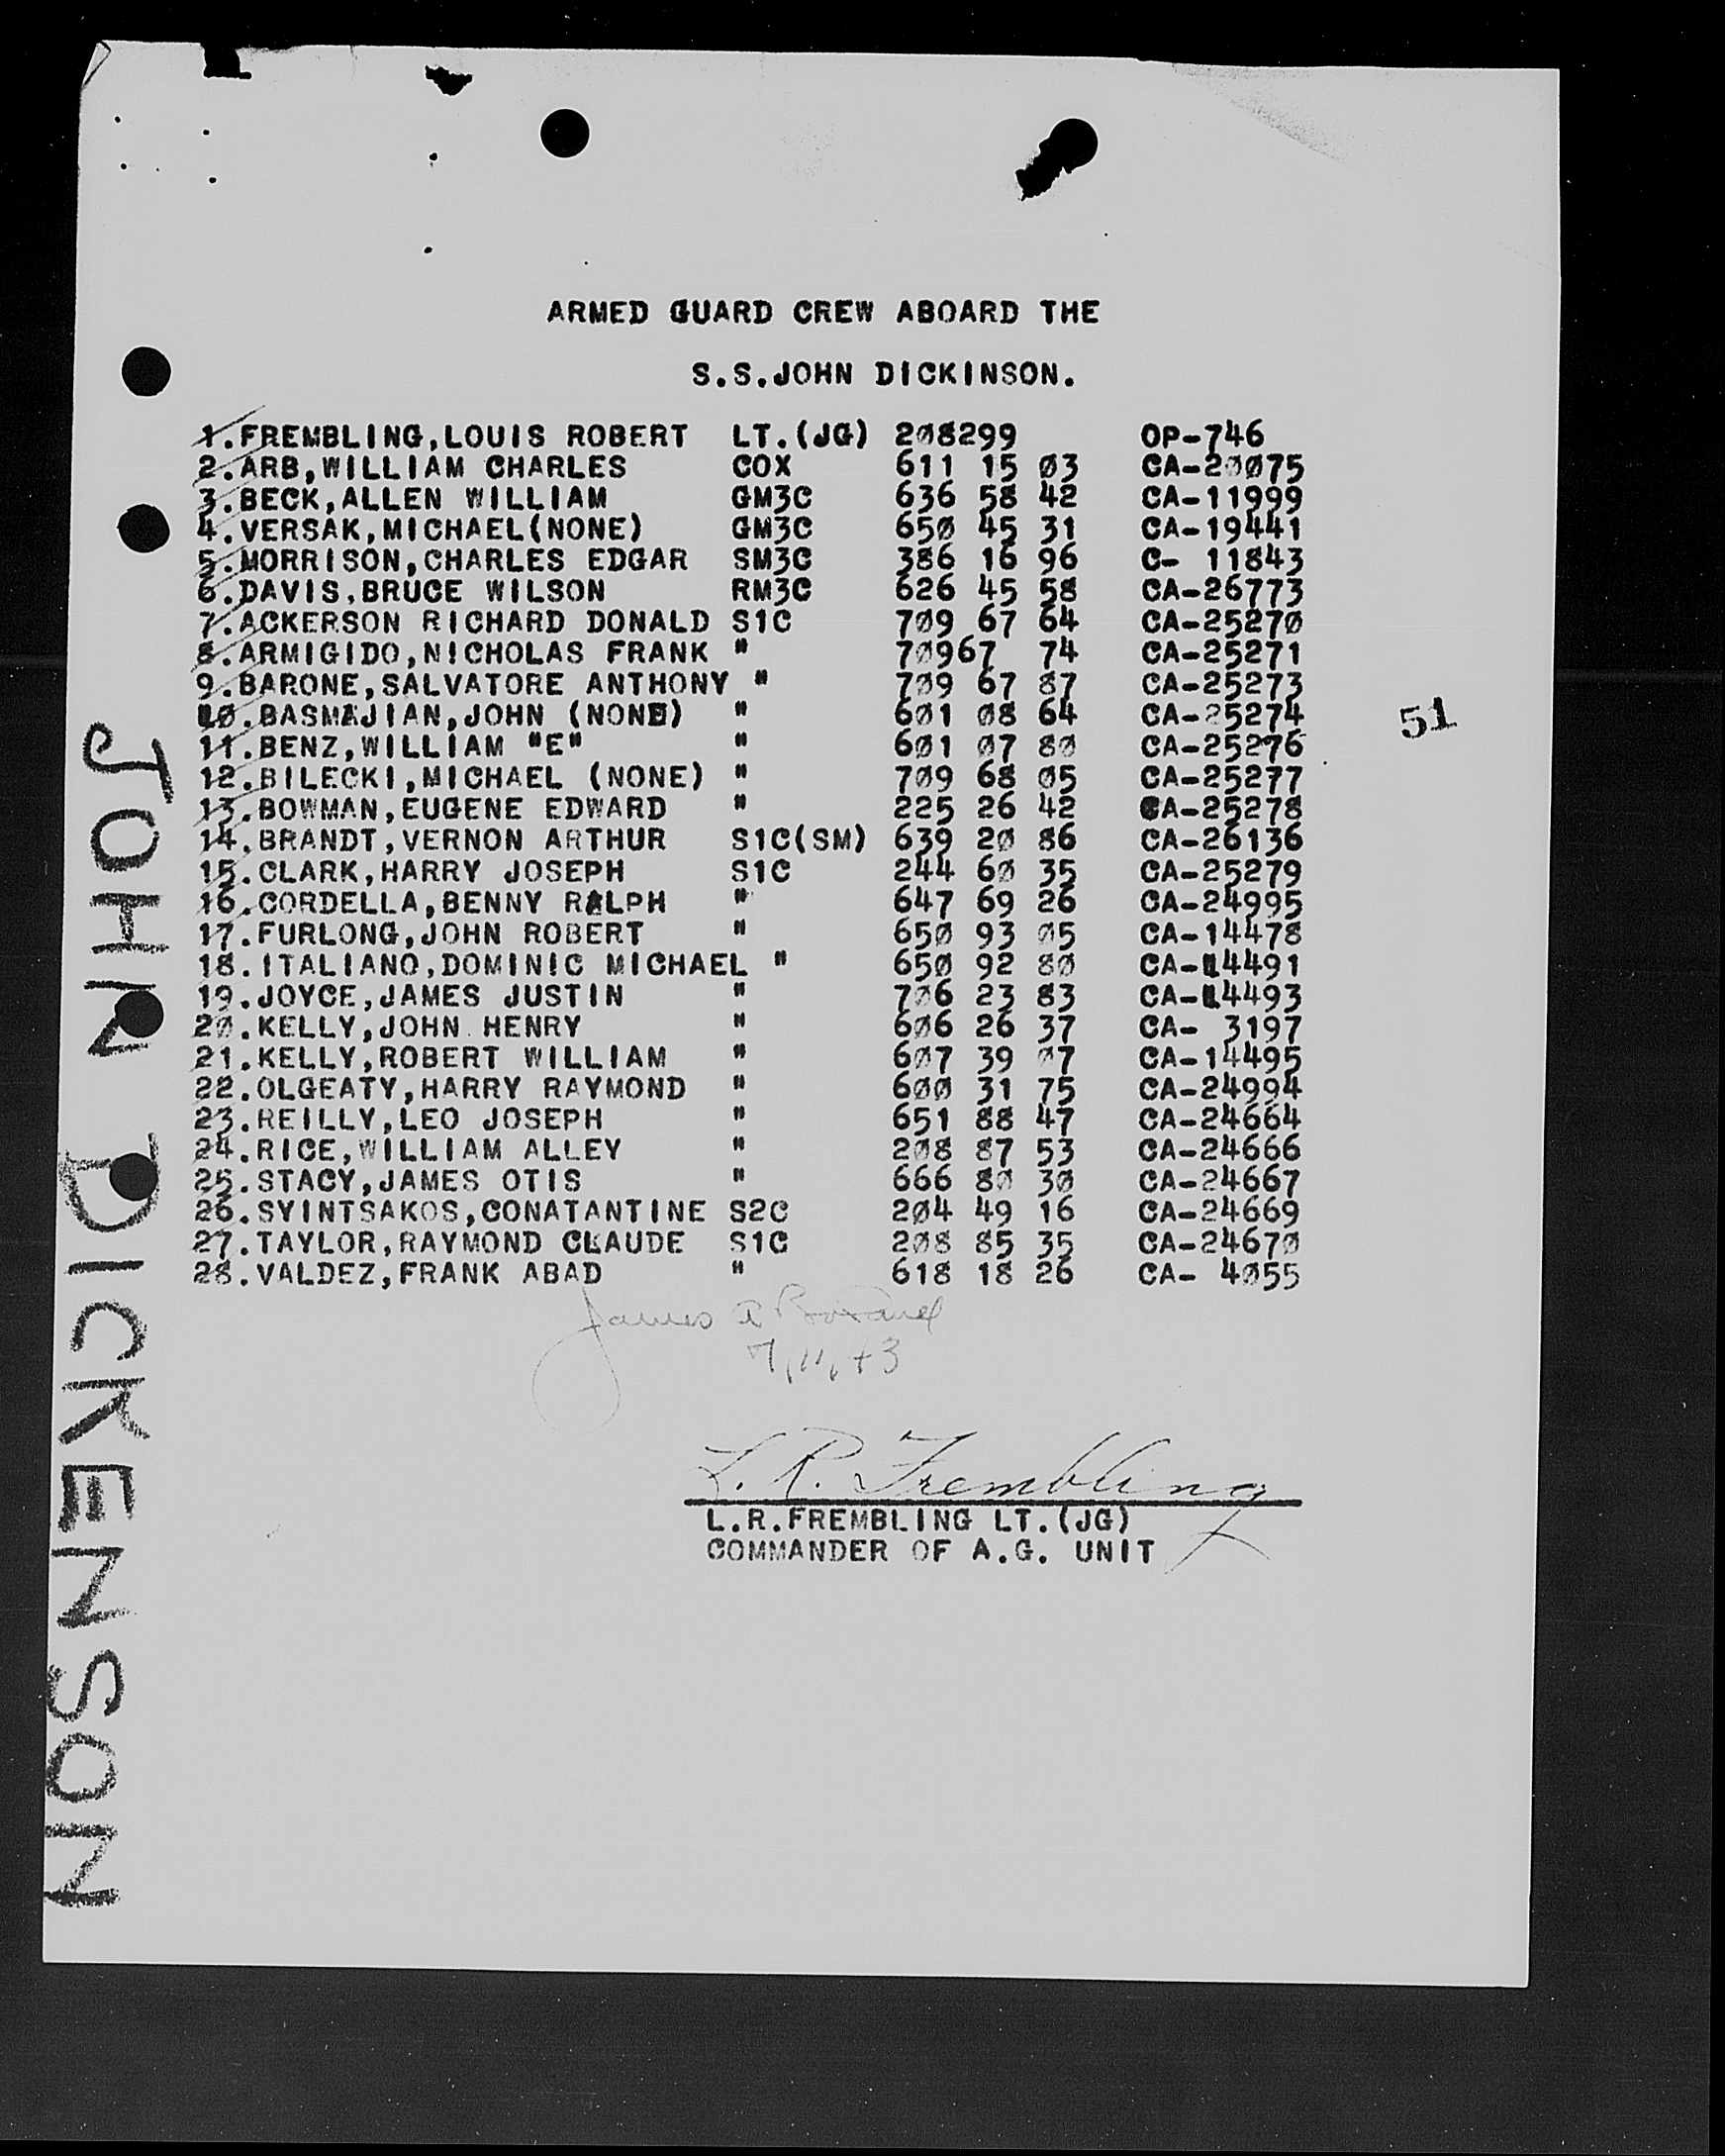 ARMED GUARD CREW ABOARD THE
S.S.JOHN DICKINSON.
1.FREMBLING,LOUIS ROBERT LT.(JG) 208299 OP-746
2.ARB,WILLIAM CHARLES COX 611 15 03 CA-20075
3.BECK,ALLEN WILLIAM GM3C 636 58 42 CA-11999
4.VERSAK,MICHAEL(NONE) GM3C 650 45 31 CA-19441
5.MORRISON,CHARLES EDGAR SM3C 386 16 96 C- 11843
6.DAVIS,BRUCE WILSON RM3C 626 45 58 CA-26773
7.ACKERSON RICHARD DONALD S1C 709 67 64 CA-25270
8.ARMIGIDO,NICHOLAS FRANK " 70967 74 CA-25271
9.BARONE,SALVATORE ANTHONY " 709 67 87 CA-25273
10.BASMAJIAN,JOHN (NONE) " 601 08 64 CA-25274
11.BENZ,WILLIAM "E" " 601 07 80 CA-25276
12.BILECKI,MICHAEL (NONE) " 709 68 05 CA-25277
13.BOWMAN,EUGENE EDWARD " 225 26 42 CA-25278
14.BRANDT,VERNON ARTHUR S1C(SM) 639 20 86 CA-26136
15.CLARK,HARRY JOSEPH S1C 244 60 35 CA-25279
16.CORDELLA,BENNY RALPH " 647 69 26 CA-24995
17.FURLONG,JOHN ROBERT " 650 93 05 CA-14478
18.ITALIANO,DOMINIC MICHAEL " 650 92 80 CA-14491
19.JOYCE,JAMES JUSTIN " 706 23 83 CA-14493
20.KELLY,JOHN HENRY " 606 26 37 CA- 3197
21.KELLY,ROBERT WILLIAM " 607 39 07 CA-14495
22.OLGEATY,HARRY RAYMOND " 600 31 75 CA-24994
23.REILLY,LEO JOSEPH " 651 88 47 CA-24664
24.RICE,WILLIAM ALLEY " 208 87 53 CA-24666
25.STACY,JAMES OTIS " 666 80 30 CA-24667
26.SYINTSAKOS,CONATANTINE S2C 204 49 16 CA-24669
27.TAYLOR,RAYMOND CLAUDE S1C 208 85 35 CA-24670
28.VALDEZ,FRANK ABAD " 618 18 26 CA- 4055
51
James
L. R. Frembling
L.R.FREMBLING LT.(JG)
COMMANDER OF A.G. UNIT
JOHN DICKENSON